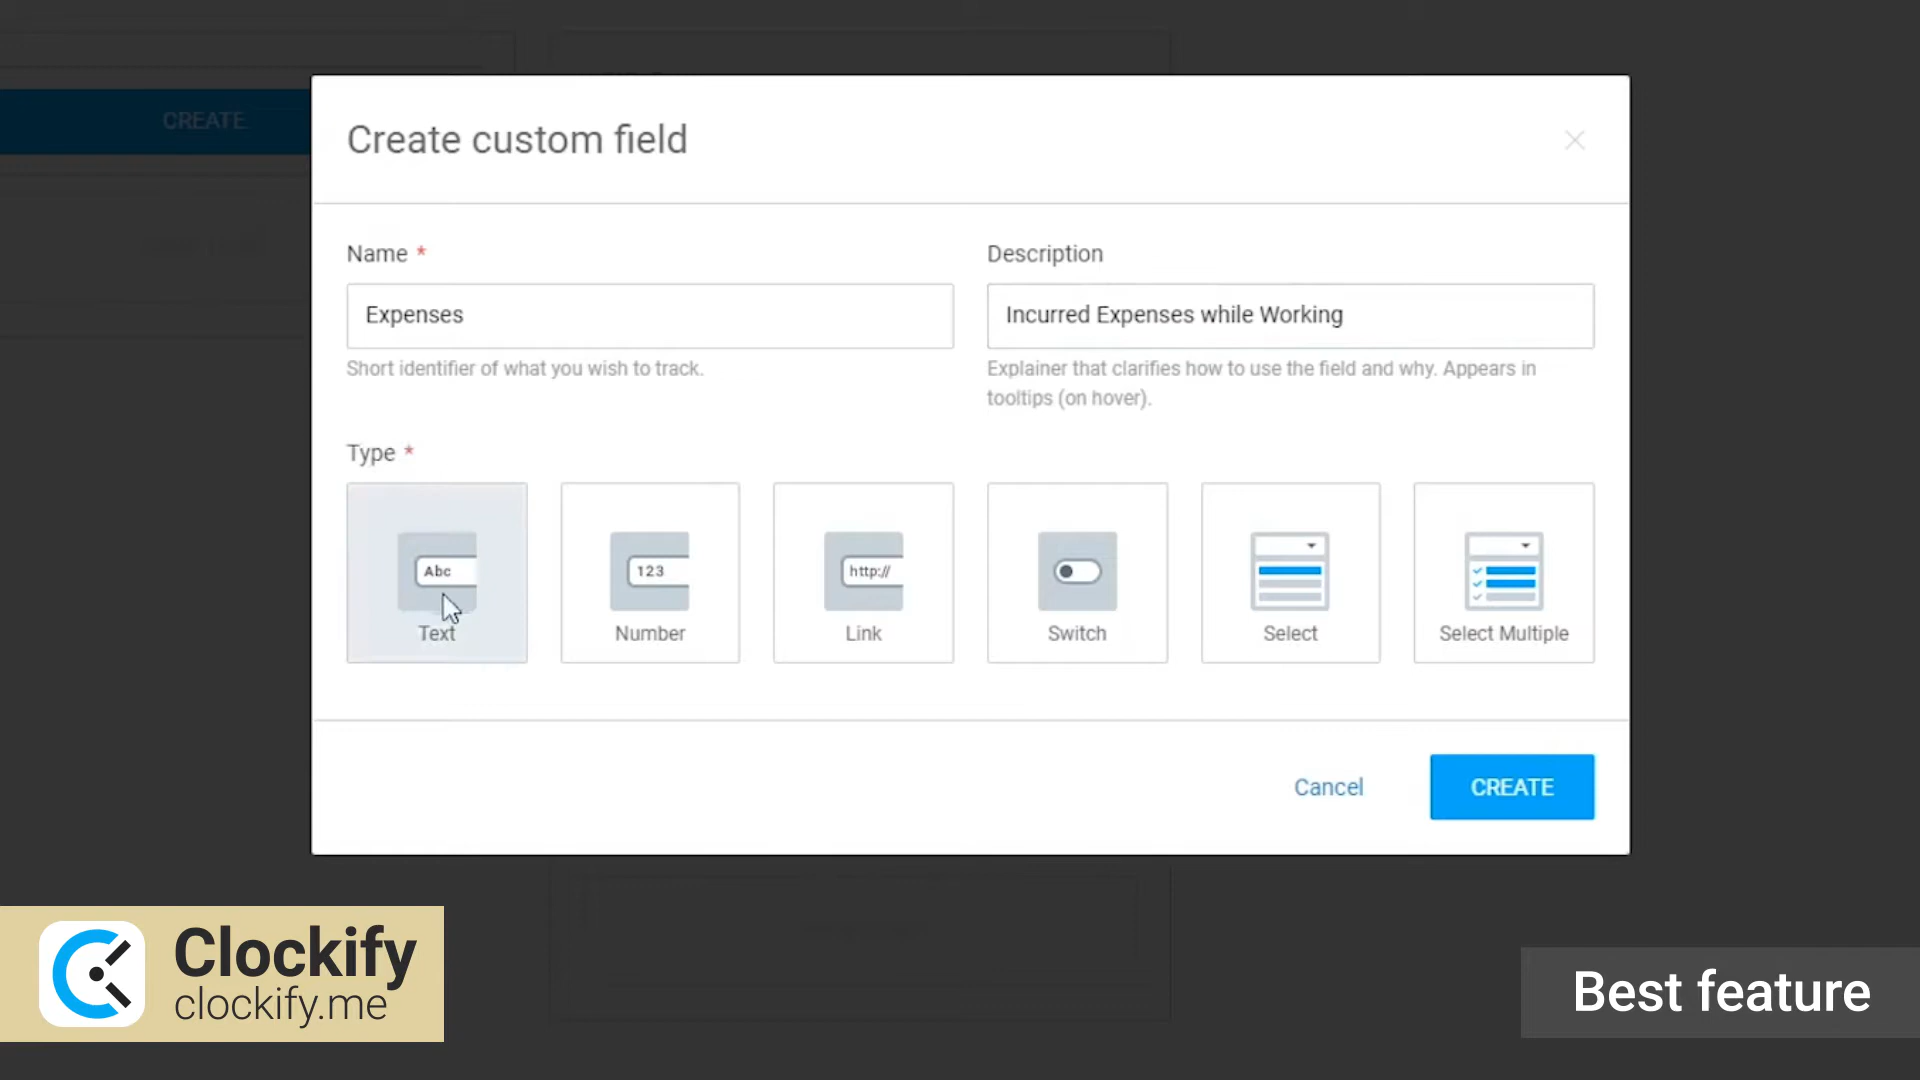 CREATE
Create custom field
Name *
Description
Expenses
Incurred Expenses while Working
Short identifier of what you wish to track.
Explainer that clarifies how to use the field and why. Appears in
tooltips (on hover).
Type *
Abc
123
http://
Text
Number
Link
Switch
Select
Select Multiple
Cancel
CREATE
Clockify
clockify.me
Best feature